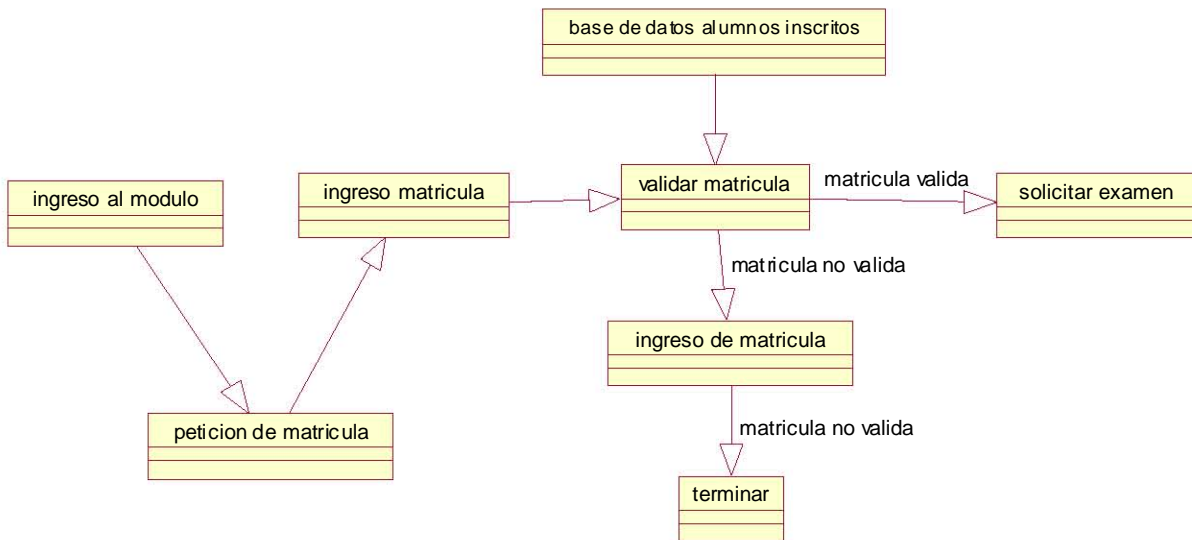 base de datos alumnos inscritos
ingreso al modulo
ingreso matricula
validar matricula
matricula valida
solicitar examen
matricula no valida
ingreso de matricula
peticion de matricula
matricula no valida
terminar